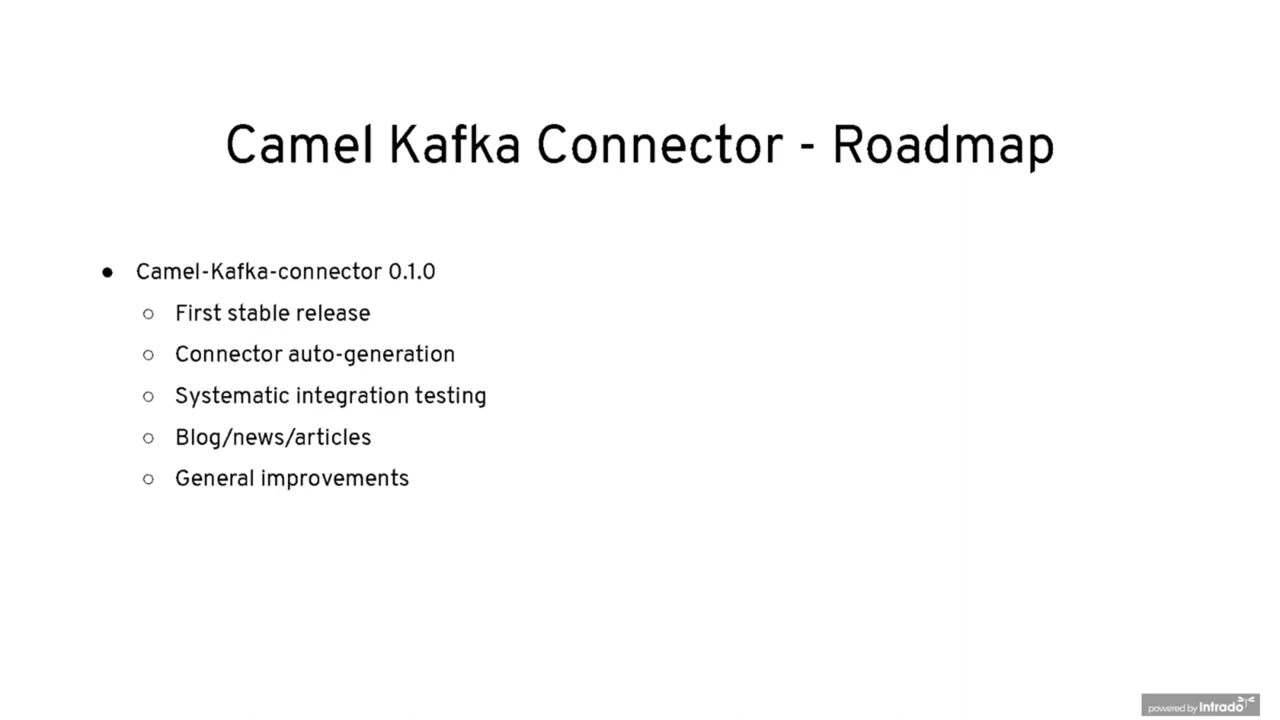 Camel Kafka Connector - Roadmap
● Camel-Kafka-connector 0.1.0
○ First stable release
○ Connector auto-generation
○ Systematic integration testing
○ Blog/news/articles
○ General improvements
powered by Intrado